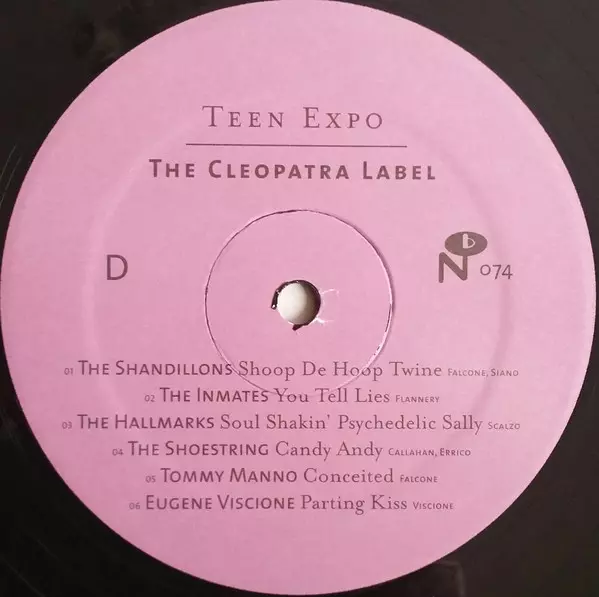 Teen Expo
The Cleopatra Label
D
N b 074
01 The Shandillons Shoop De Hoop Twine Falcone, Siano
02 The Inmates You Tell Lies Flannery
03 The Hallmarks Soul Shakin' Psychedelic Sally Scalzo
04 The Shoestring Candy Andy Callahan, Errico
05 Tommy Manno Conceited Falcone
06 Eugene Viscione Parting Kiss Viscione